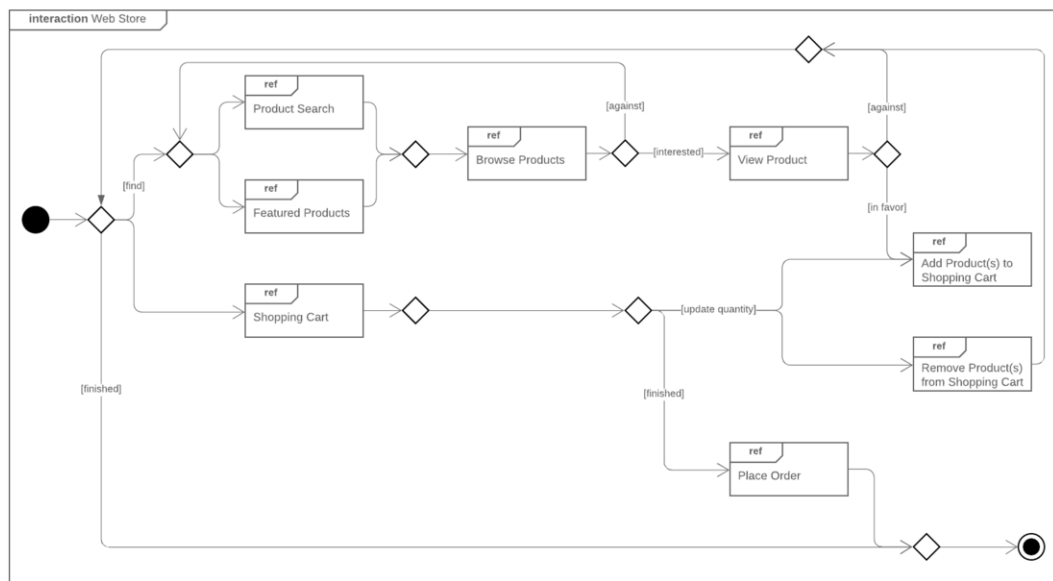 interaction Web Store
ref
Product Search
[against]
[against]
ref
Browse Products
[interested]
ref
View Product
[find]
ref
Featured Products
[in favor]
ref
Add Product(s) to
Shopping Cart
ref
Shopping Cart
[update quantity]
ref
Remove Product(s)
from Shopping Cart
[finished]
[finished]
ref
Place Order